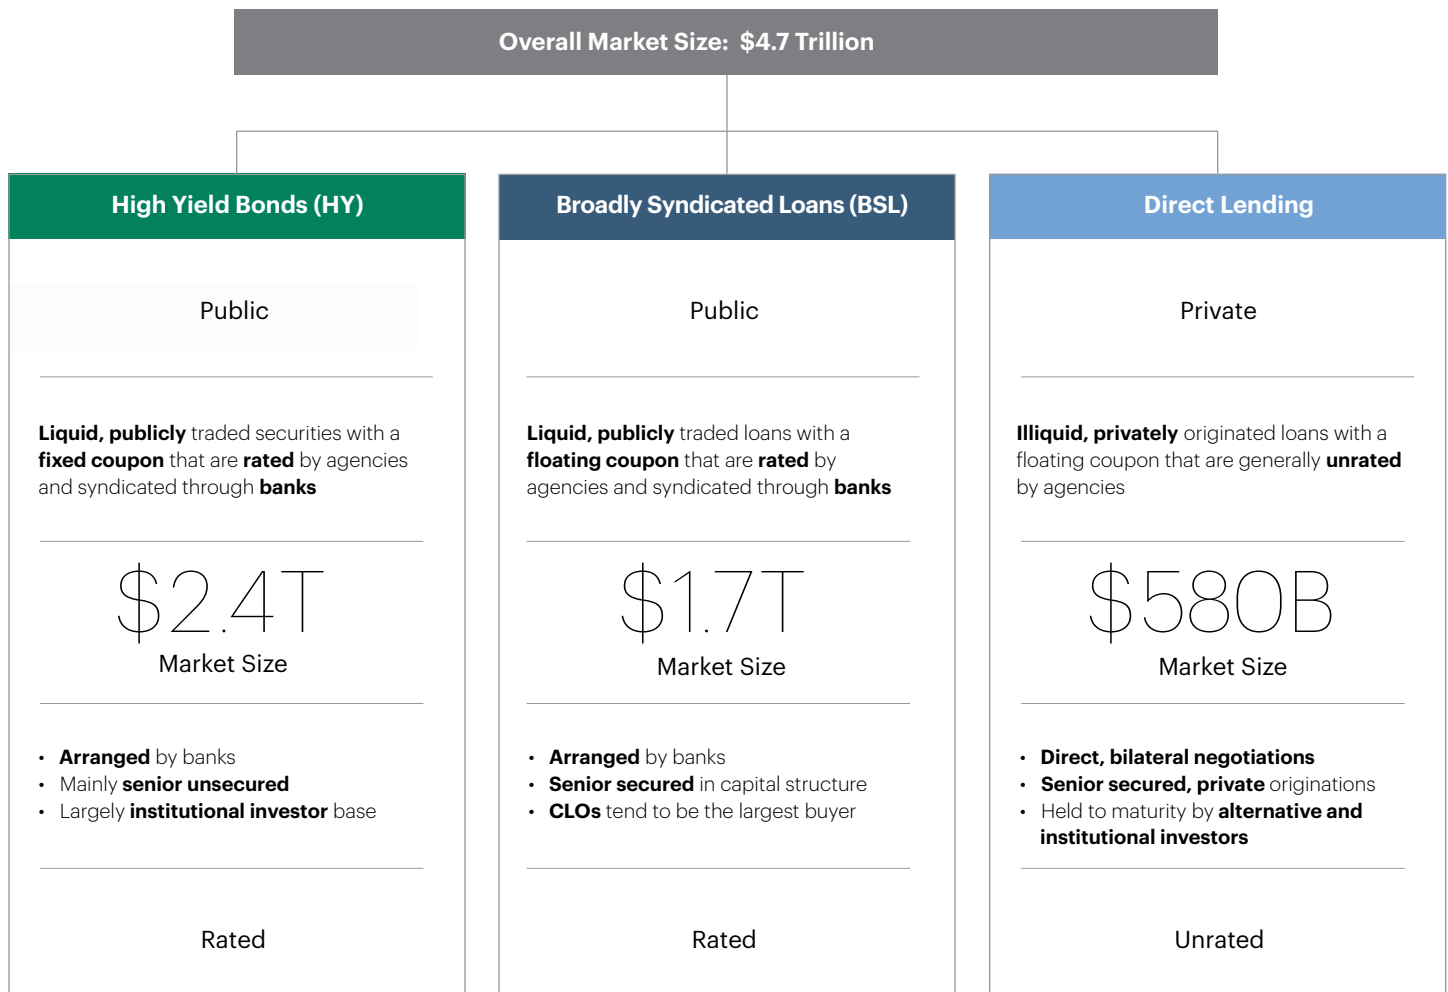 Overall Market Size: $4.7 Trillion
High Yield Bonds (HY)
Public
Liquid, publicly traded securities with a
fixed coupon that are rated by agencies
and syndicated through banks
$2.4T
Market Size
• Arranged by banks
• Mainly senior unsecured
• Largely institutional investor base
Rated
Broadly Syndicated Loans (BSL)
Public
Liquid, publicly traded loans with a
floating coupon that are rated by
agencies and syndicated through banks
$1.7T
Market Size
• Arranged by banks
• Senior secured in capital structure
• CLOs tend to be the largest buyer
Rated
Direct Lending
Private
Illiquid, privately originated loans with a
floating coupon that are generally unrated
by agencies
$580B
Market Size
• Direct, bilateral negotiations
• Senior secured, private originations
• Held to maturity by alternative and
institutional investors
Unrated